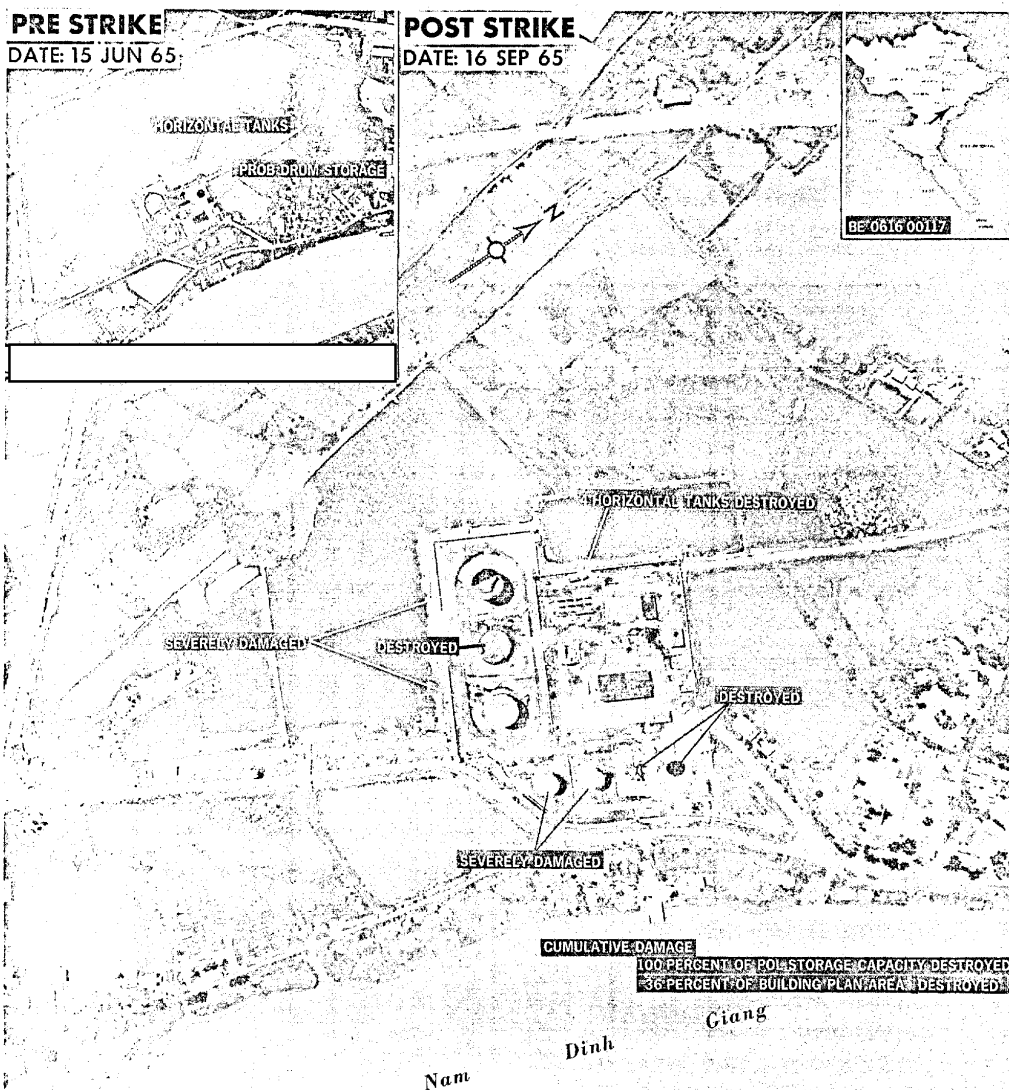 PRE STRIKE
DATE: 15 JUN 65
HORIZONTAL TANKS
PROB DRUM STORAGE
POST STRIKE
DATE: 16 SEP 65
N
BE 0616 00117
HORIZONTAL TANKS DESTROYED
SEVERELY DAMAGED
DESTROYED
DESTROYED
SEVERELY DAMAGED
CUMULATIVE DAMAGE
100 PERCENT OF POL STORAGE CAPACITY DESTROYED
36 PERCENT OF BUILDING PLAN AREA DESTROYED
Nam Dinh Giang